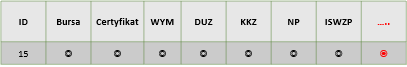 ID Bursa Certyfikat WYM DUZ KKZ NP ISWZP .....
15 ◎ ◎ ◎ ◎ ◎ ◎ ◎ ◎